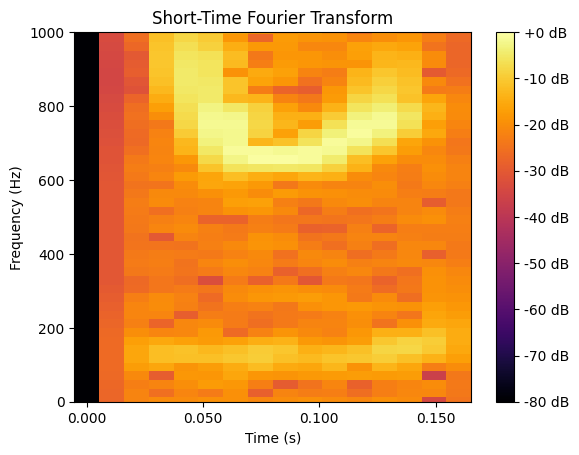 Short-Time Fourier Transform
1000
800
600
400
200
0
Frequency (Hz)
0.000
0.050
0.100
0.150
Time (s)
+0 dB
-10 dB
-20 dB
-30 dB
-40 dB
-50 dB
-60 dB
-70 dB
-80 dB